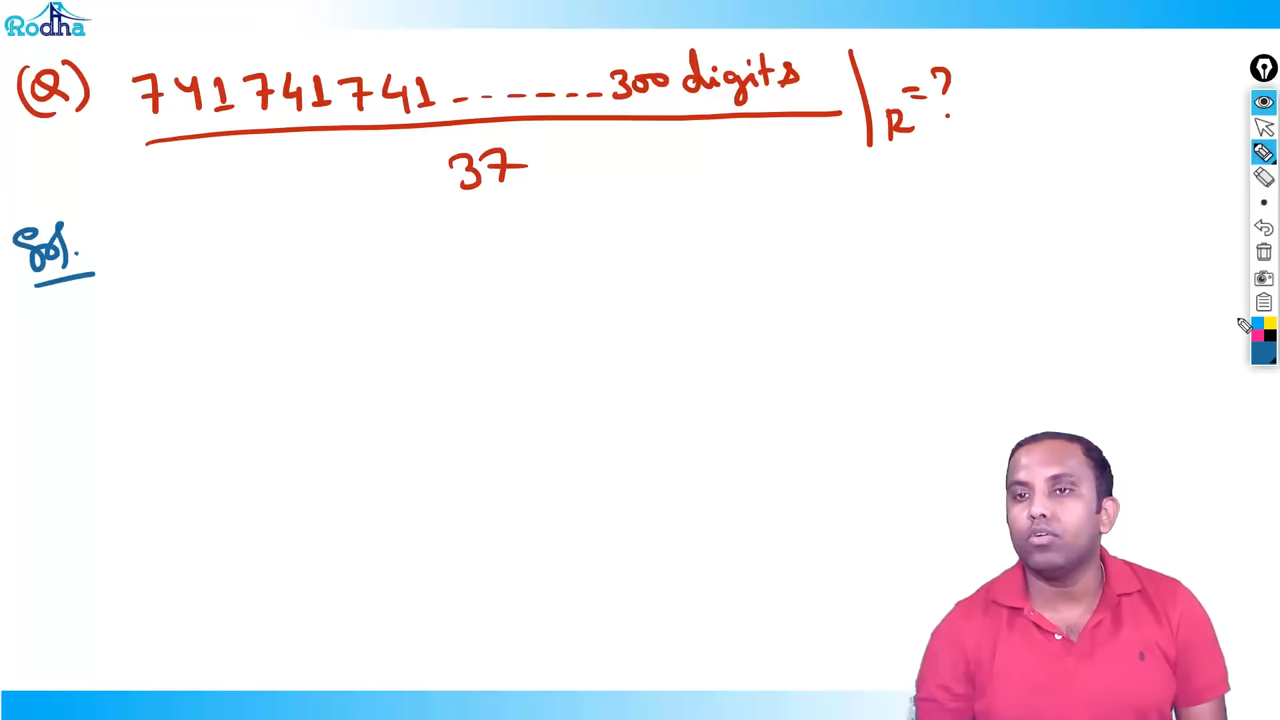 Rodha
(Q) 741741741 - - - - - - - 300 digits | R = ?
37
Sol.